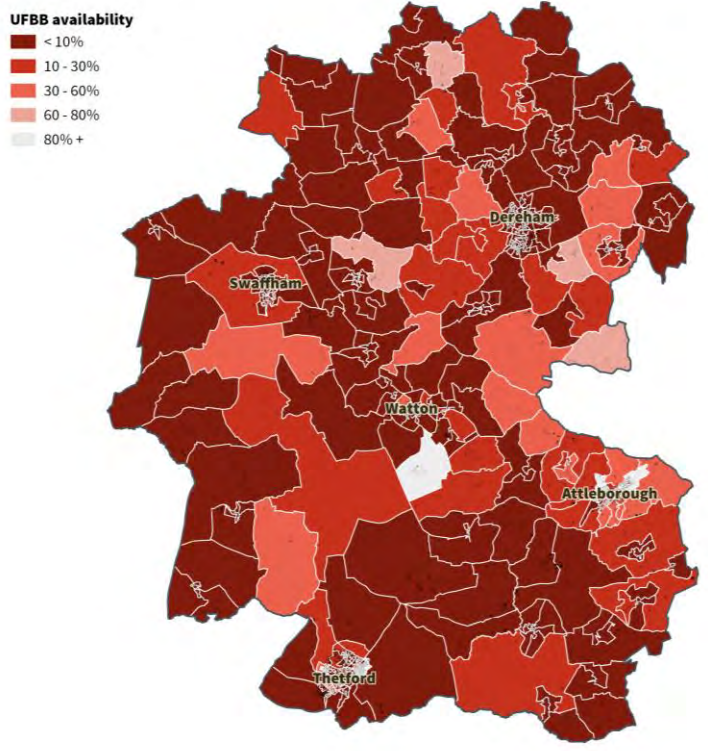 UFBB availability
< 10%
10 - 30%
30 - 60%
60 - 80%
80% +
Dereham
Swaffham
Watton
Attleborough
Thetford